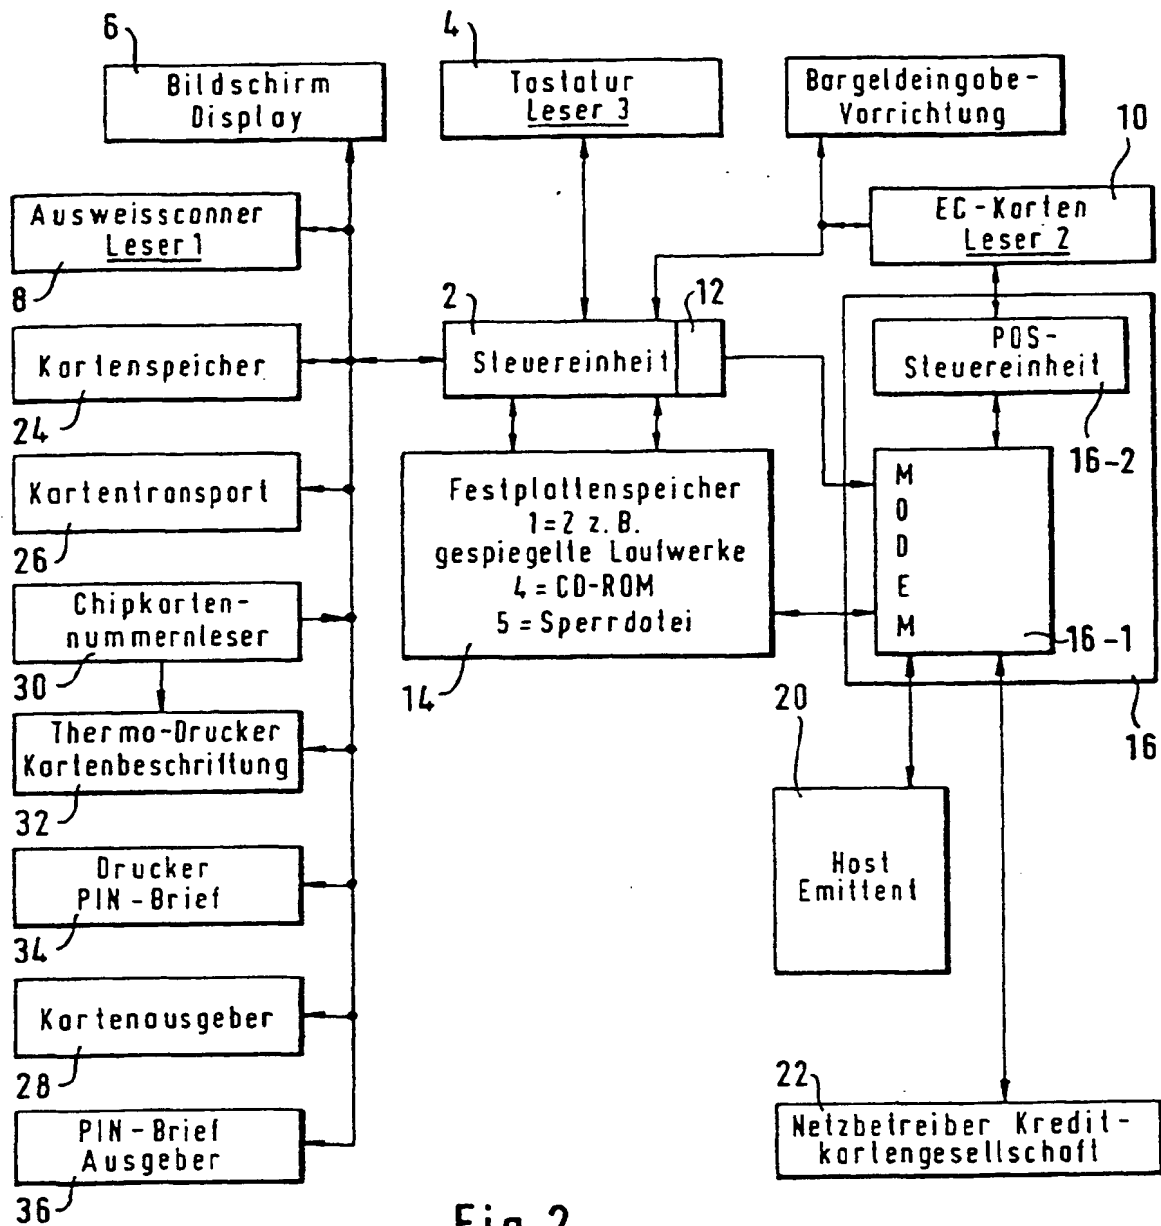 6
Bildschirm
Display
4
Tastatur
Leser 3
Bargeldeingabe-
Vorrichtung
10
EC-Karten
Leser 2
Ausweisscanner
Leser 1
8
2
Steuereinheit
12
POS-
Steuereinheit
16-2
Kartenspeicher
24
Kartentransport
26
Festplattenspeicher
1=2 z.B.
gespiegelte Laufwerke
4 = CD-ROM
5 = Sperrdatei
14
MODEM
16-1
16
Chipkarten-
nummernleser
30
Thermo-Drucker
Kartenbeschriftung
32
20
Host
Emittent
Drucker
PIN-Brief
34
Kartenausgeber
28
PIN-Brief
Ausgeber
36
22
Netzbetreiber Kredit-
kartengesellschaft
Fig.2